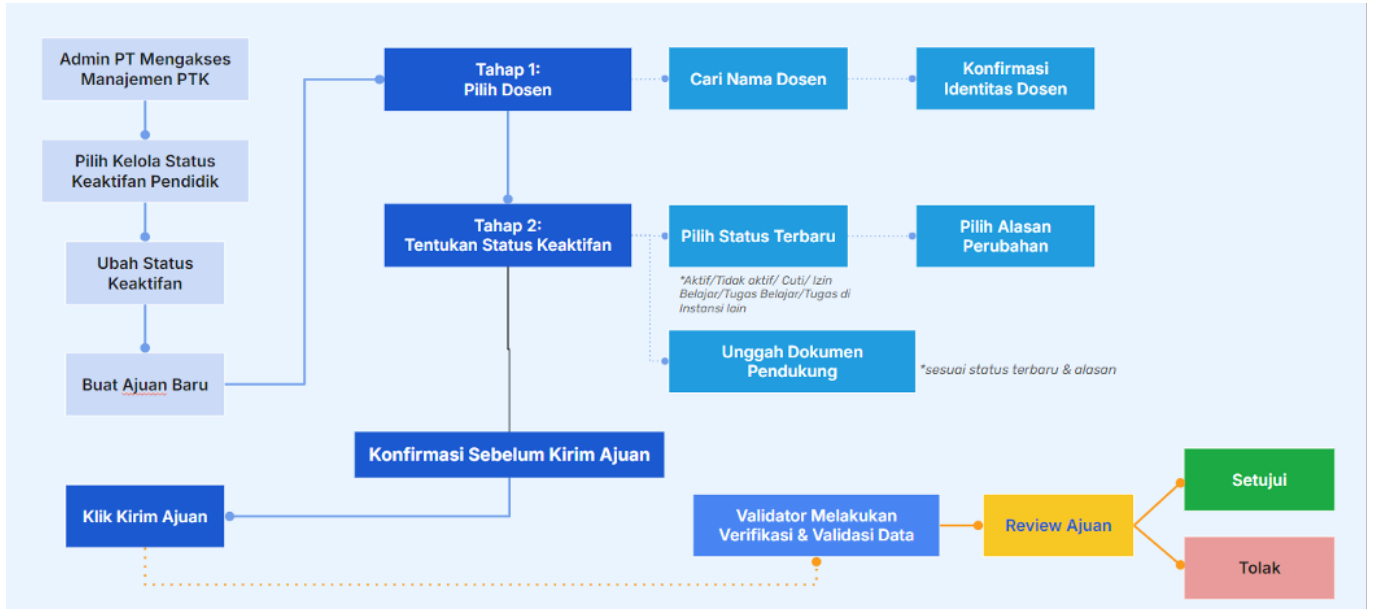 Admin PT Mengakses
Manajemen PTK
Pilih Kelola Status
Keaktifan Pendidik
Ubah Status
Keaktifan
Buat Ajuan Baru
Tahap 1:
Pilih Dosen
Cari Nama Dosen
Konfirmasi
Identitas Dosen
Tahap 2:
Tentukan Status Keaktifan
Pilih Status Terbaru
Pilih Alasan
Perubahan
*Aktif/Tidak aktif/ Cuti/ Izin
Belajar/Tugas Belajar/Tugas di
Instansi lain
Unggah Dokumen
Pendukung
*sesuai status terbaru & alasan
Konfirmasi Sebelum Kirim Ajuan
Klik Kirim Ajuan
Validator Melakukan
Verifikasi & Validasi Data
Review Ajuan
Setujui
Tolak